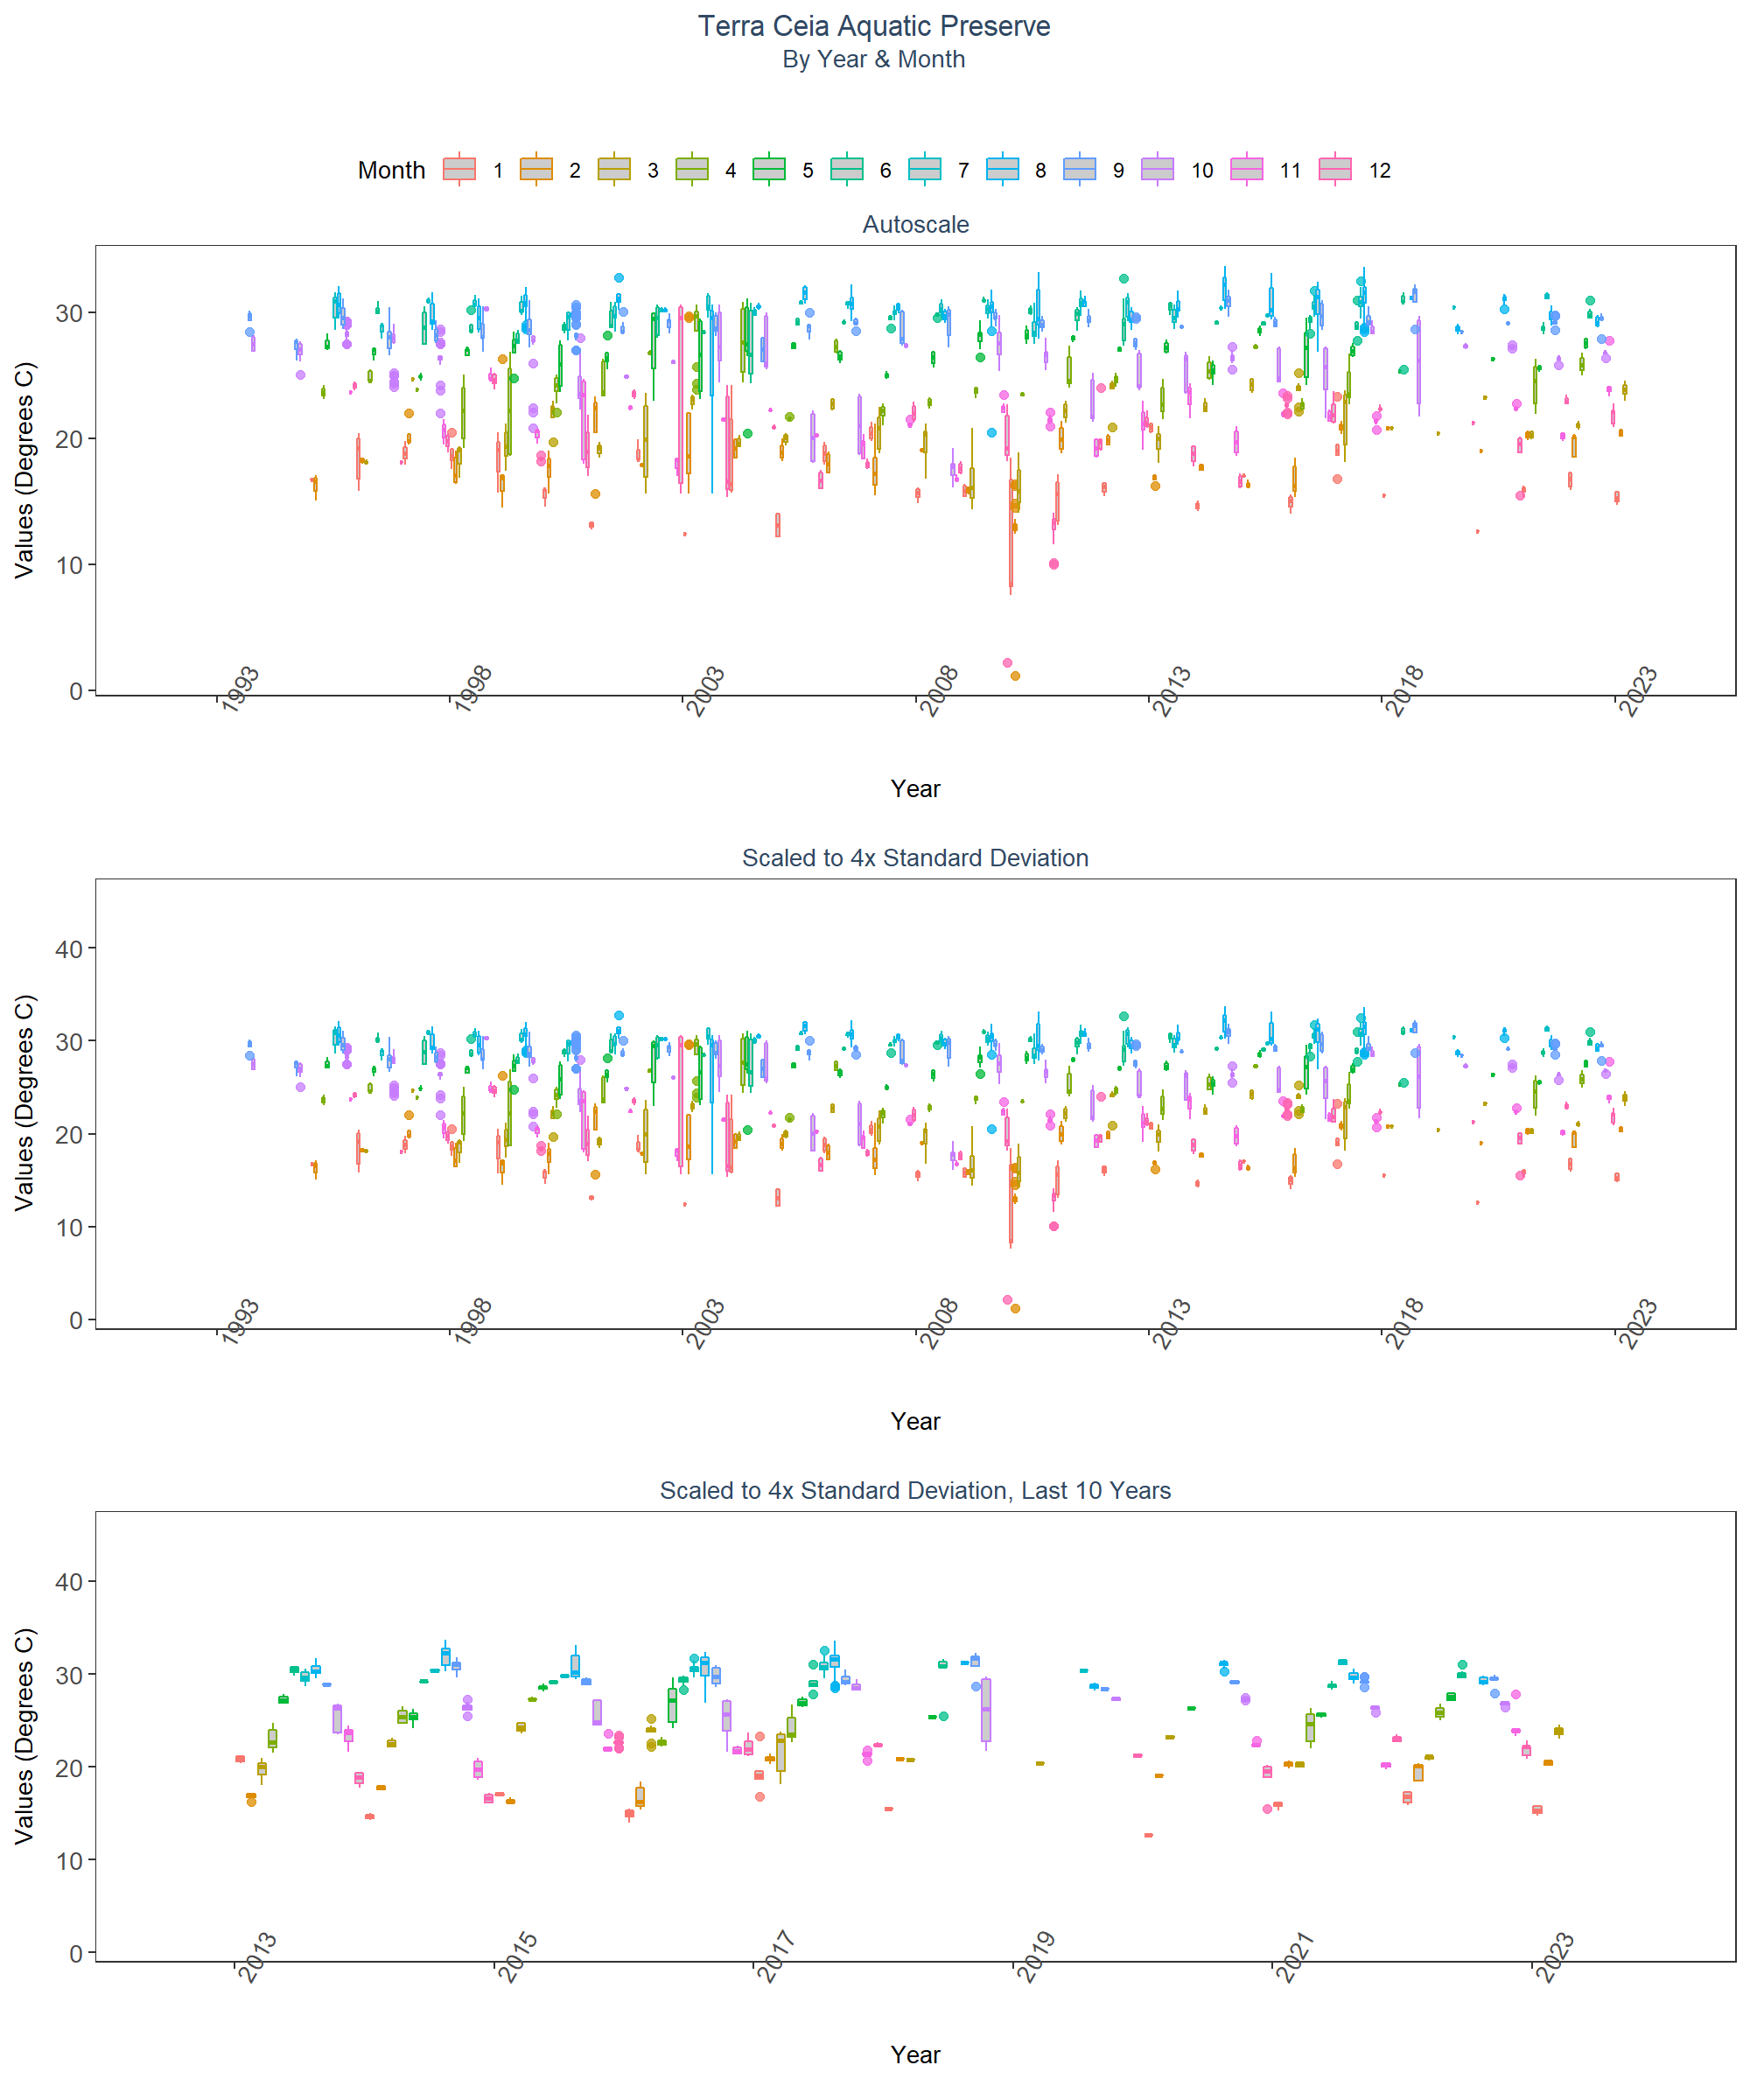 Terra Ceia Aquatic Preserve
By Year & Month
Month 1 2 3 4 5 6 7 8 9 10 11 12
Autoscale
Values (Degrees C)
30
20
10
0
1993 1998 2003 2008 2013 2018 2023
Year
Scaled to 4x Standard Deviation
Values (Degrees C)
40
30
20
10
0
1993 1998 2003 2008 2013 2018 2023
Year
Scaled to 4x Standard Deviation, Last 10 Years
Values (Degrees C)
40
30
20
10
0
2013 2015 2017 2019 2021 2023
Year